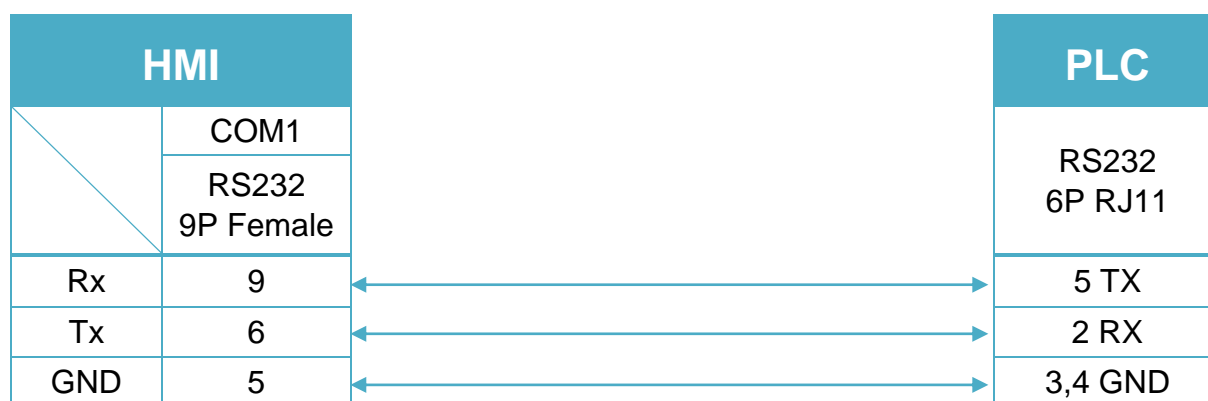 HMI
PLC
COM1
RS232
9P Female
RS232
6P RJ11
Rx 9 5 TX
Tx 6 2 RX
GND 5 3,4 GND